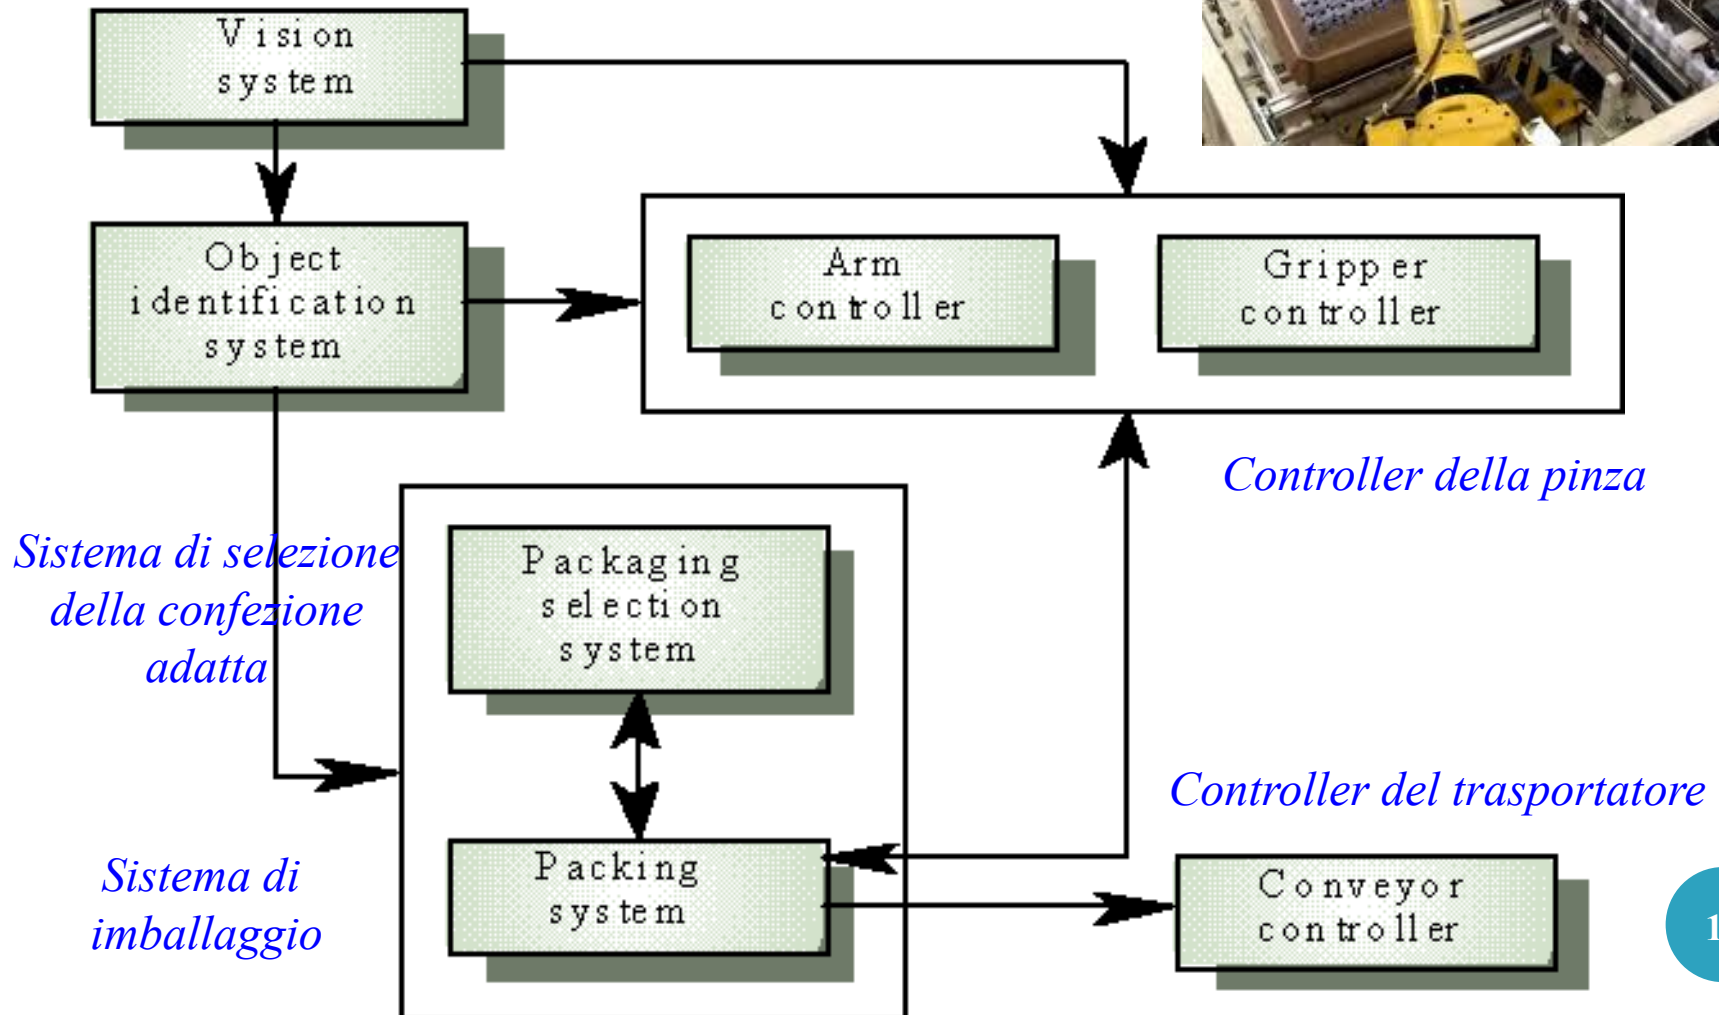 Vision
system
Object
identification
system
Arm
controller
Gripper
controller
Controller della pinza
Sistema di selezione
della confezione
adatta
Packaging
selection
system
Controller del trasportatore
Sistema di
imballaggio
Packing
system
Conveyor
controller
1